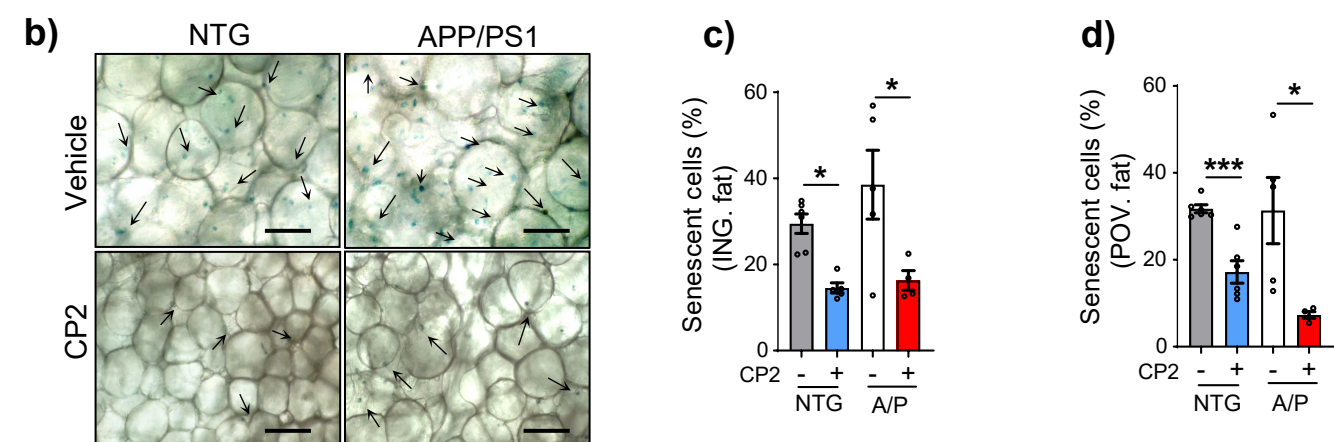 b)
NTG
APP/PS1
Vehicle
CP2
c)
Senescent cells (%)
(ING. fat)
60
40
20
0
*
*
CP2
-
+
-
+
NTG
A/P
d)
Senescent cells (%)
(POV. fat)
60
40
20
0
***
*
CP2
-
+
-
+
NTG
A/P